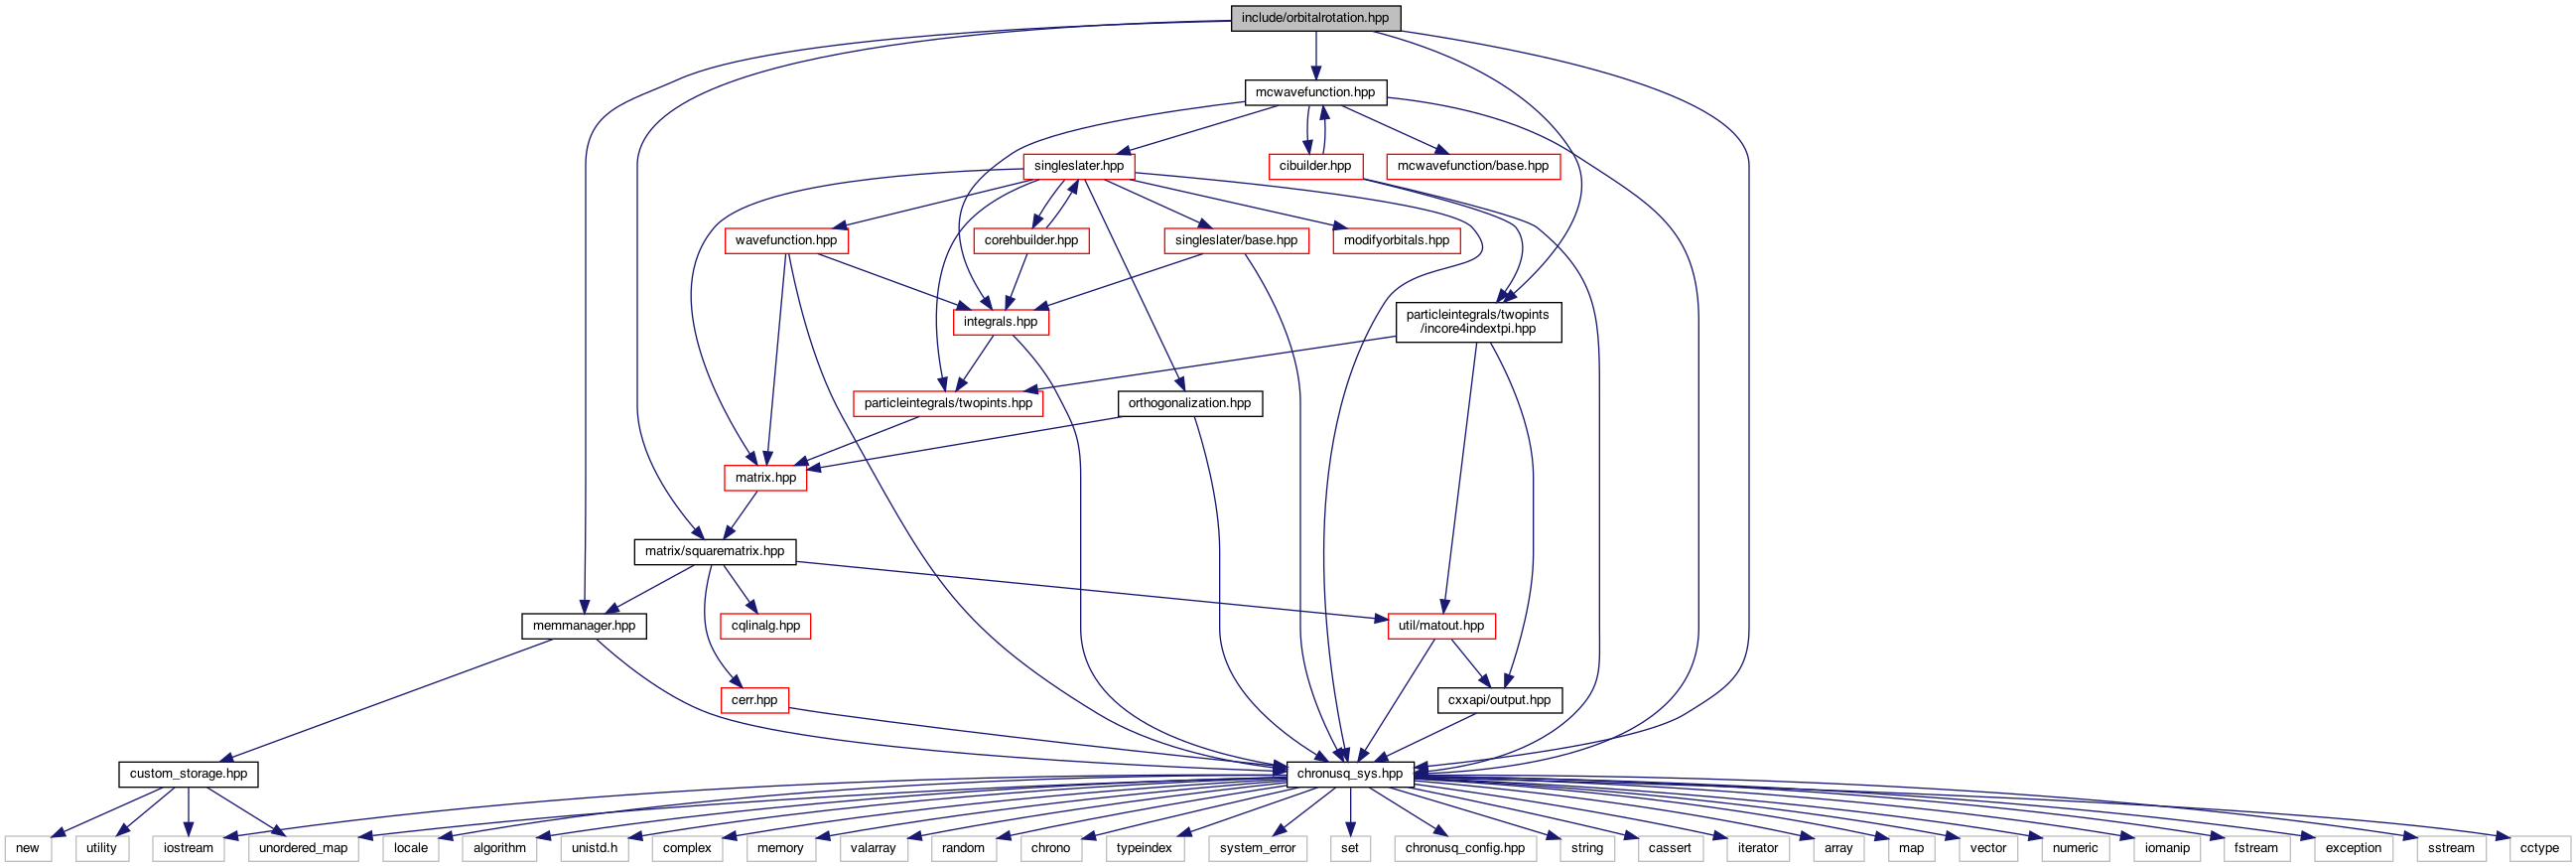 include/orbitalrotation.hpp
mcwavefunction.hpp
singleslater.hpp
cibuilder.hpp
mcwavefunction/base.hpp
wavefunction.hpp
corehbuilder.hpp
singleslater/base.hpp
modifyorbitals.hpp
integrals.hpp
particleintegrals/twopints
/incore4indextpi.hpp
particleintegrals/twopints.hpp
orthogonalization.hpp
matrix.hpp
matrix/squarematrix.hpp
memmanager.hpp
cqlinalg.hpp
util/matout.hpp
cerr.hpp
cxxapi/output.hpp
custom_storage.hpp
chronusq_sys.hpp
new
utility
iostream
unordered_map
locale
algorithm
unistd.h
complex
memory
valarray
random
chrono
typeindex
system_error
set
chronusq_config.hpp
string
cassert
iterator
array
map
vector
numeric
iomanip
fstream
exception
sstream
cctype